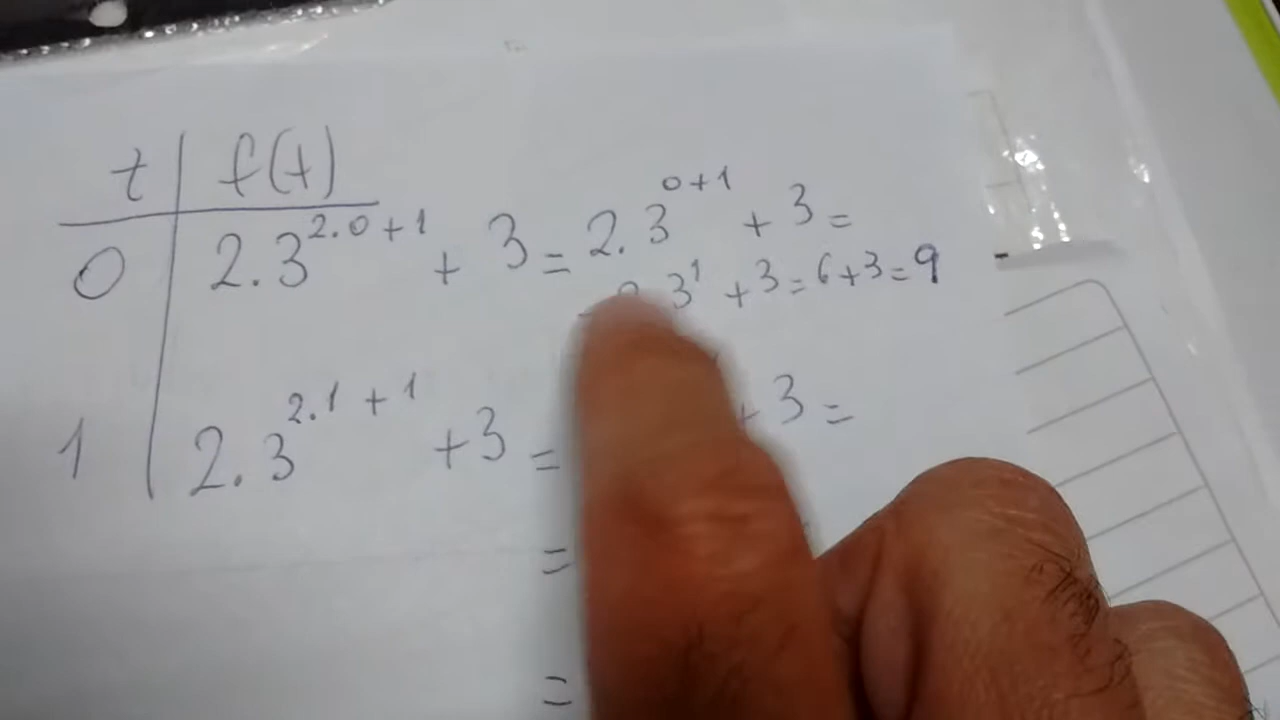 t f(t)
0 2.3^{2.0+1} + 3 = 2.3^{0+1} + 3 =
3^{1} + 3 = 6+3 = 9
1 2.3^{2.1+1} +3 = + 3 =
=
=